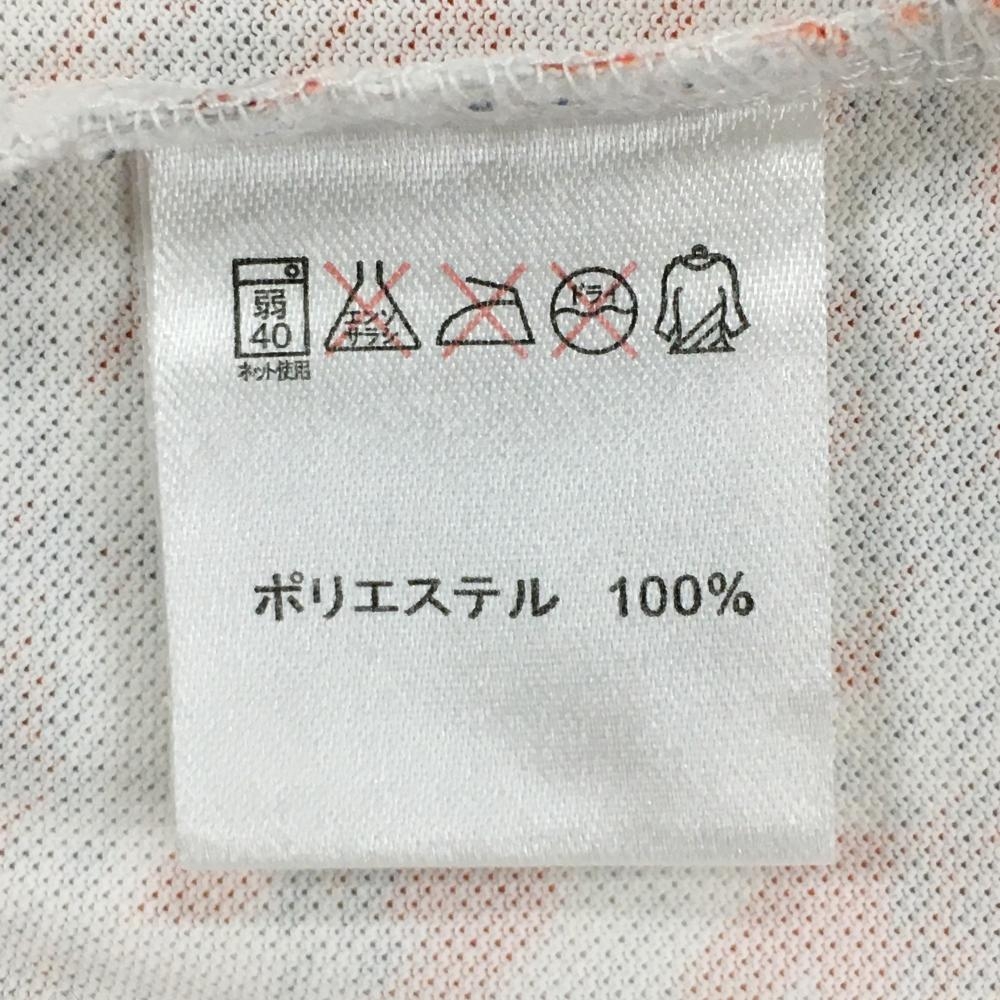 弱
40
ネット使用
エンソ
サラシ
ドライ
ポリエステル 100%